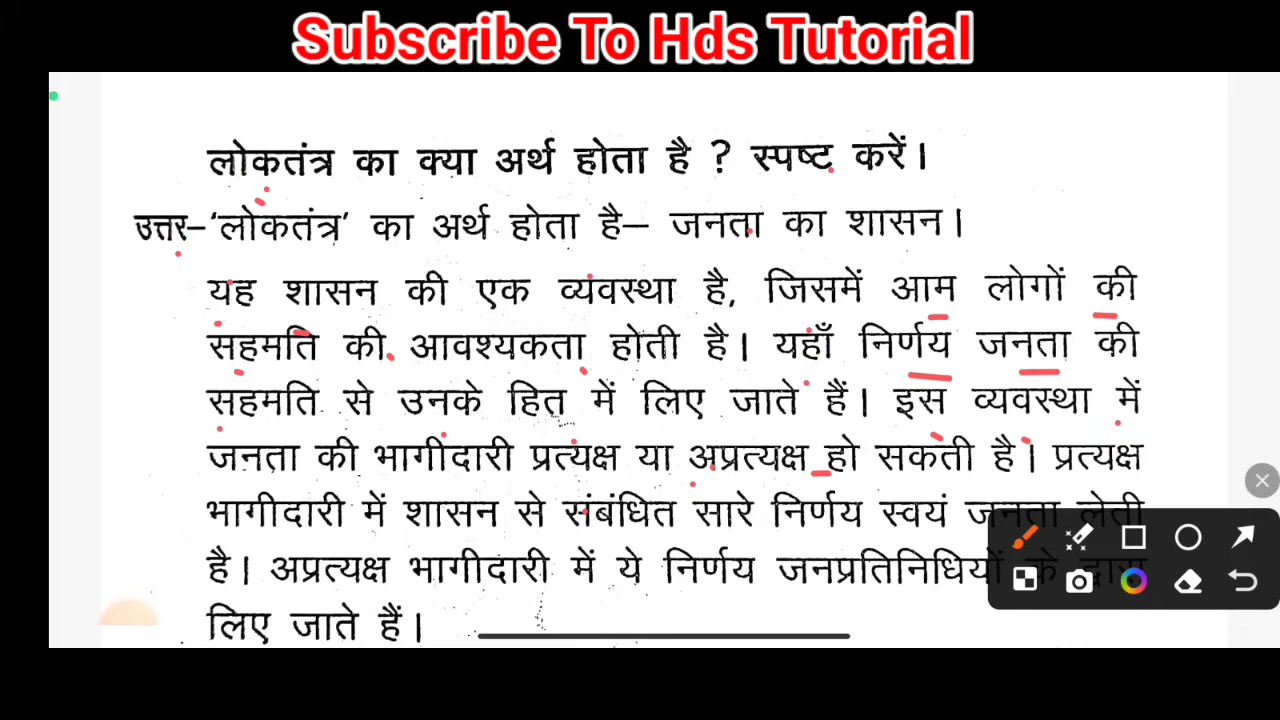 Subscribe To Hds Tutorial
लोकतंत्र का क्या अर्थ होता है ? स्पष्ट करें।
उत्तर– 'लोकतंत्र' का अर्थ होता है– जनता का शासन।
यह शासन की एक व्यवस्था है, जिसमें आम लोगों की
सहमति की आवश्यकता होती है। यहाँ निर्णय जनता की
सहमति से उनके हित में लिए जाते हैं। इस व्यवस्था में
जनता की भागीदारी प्रत्यक्ष या अप्रत्यक्ष हो सकती है। प्रत्यक्ष
भागीदारी में शासन से संबंधित सारे निर्णय स्वयं जनता लेती
है। अप्रत्यक्ष भागीदारी में ये निर्णय जनप्रतिनिधियों के द्वारा
लिए जाते हैं।